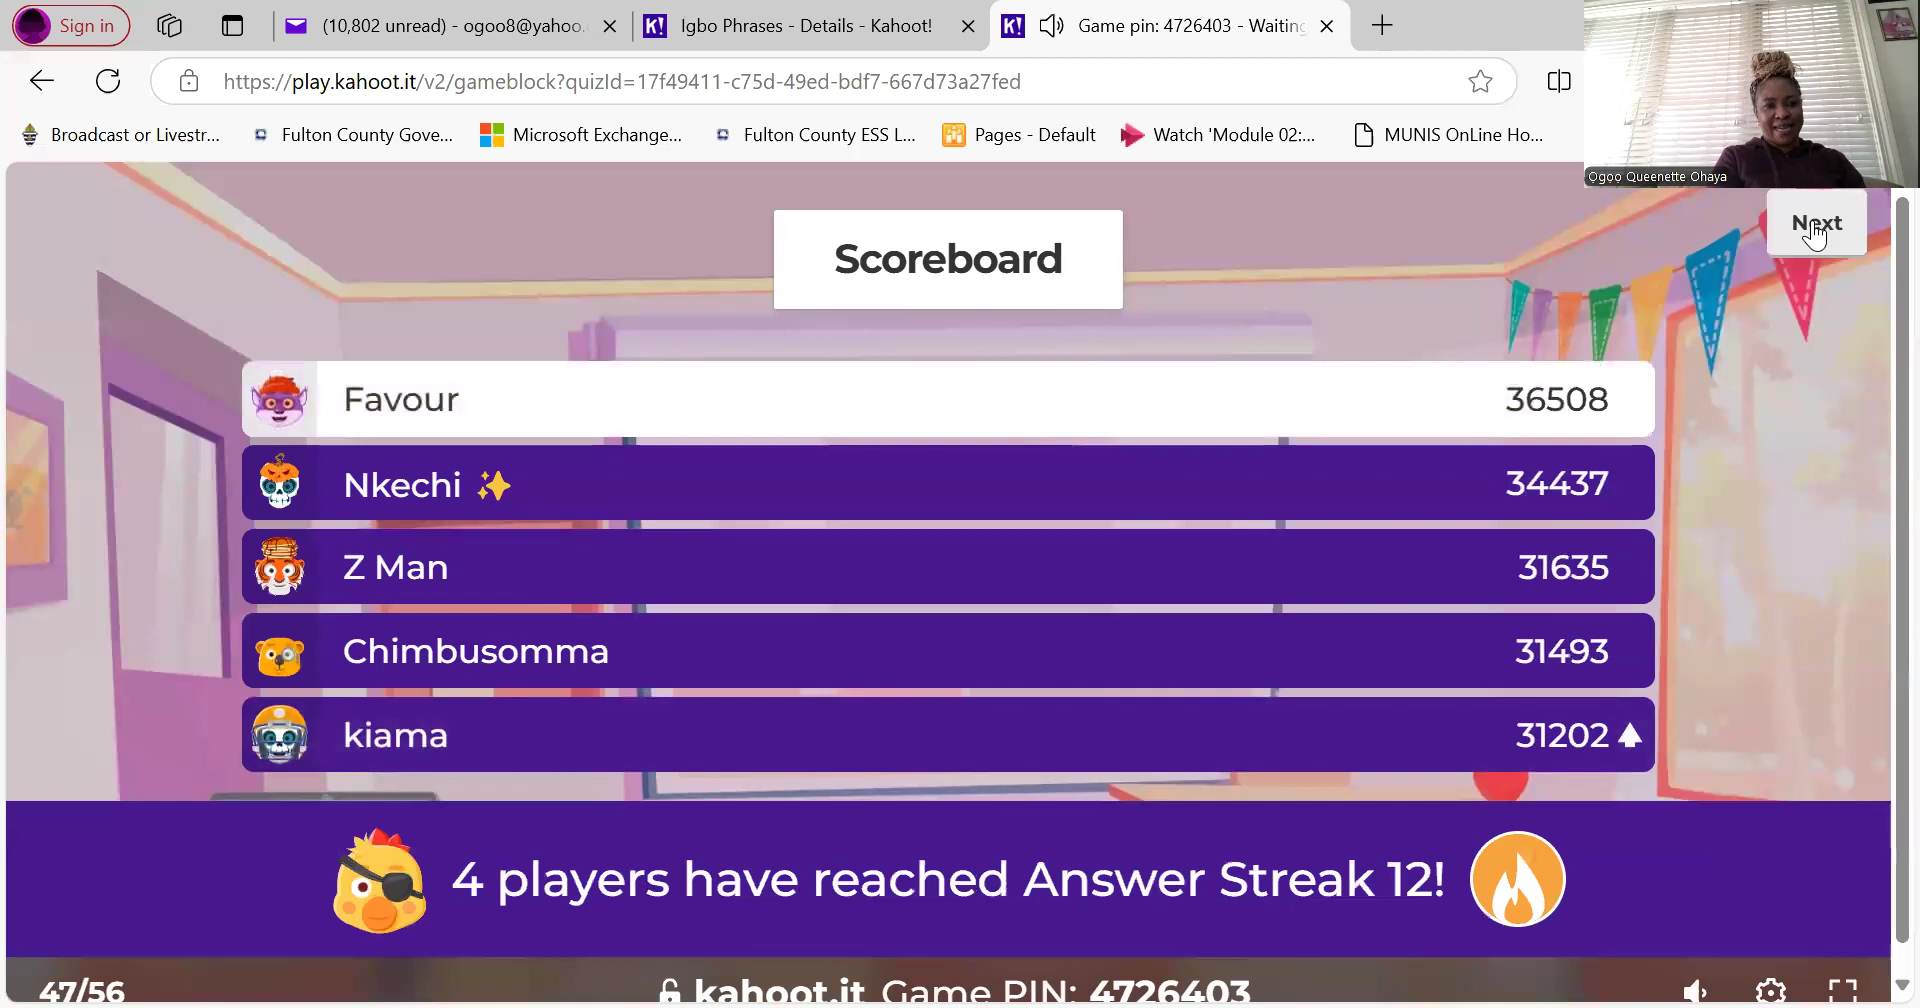 Sign in
(10,802 unread) - ogoo8@yahoo.
K! Igbo Phrases - Details - Kahoot!
K! Game pin: 4726403 - Waiting
https://play.kahoot.it/v2/gameblock?quizId=17f49411-c75d-49ed-bdf7-667d73a27fed
Broadcast or Livestr...
Fulton County Gove...
Microsoft Exchange...
Fulton County ESS L...
Pages - Default
Watch 'Module 02:...
MUNIS OnLine Ho...
Ọgọọ Queenette Ohaya
Next
Scoreboard
Favour 36508
Nkechi ✨ 34437
Z Man 31635
Chimbusomma 31493
kiama 31202
4 players have reached Answer Streak 12!
47/56
kahoot.it Game PIN: 4726403